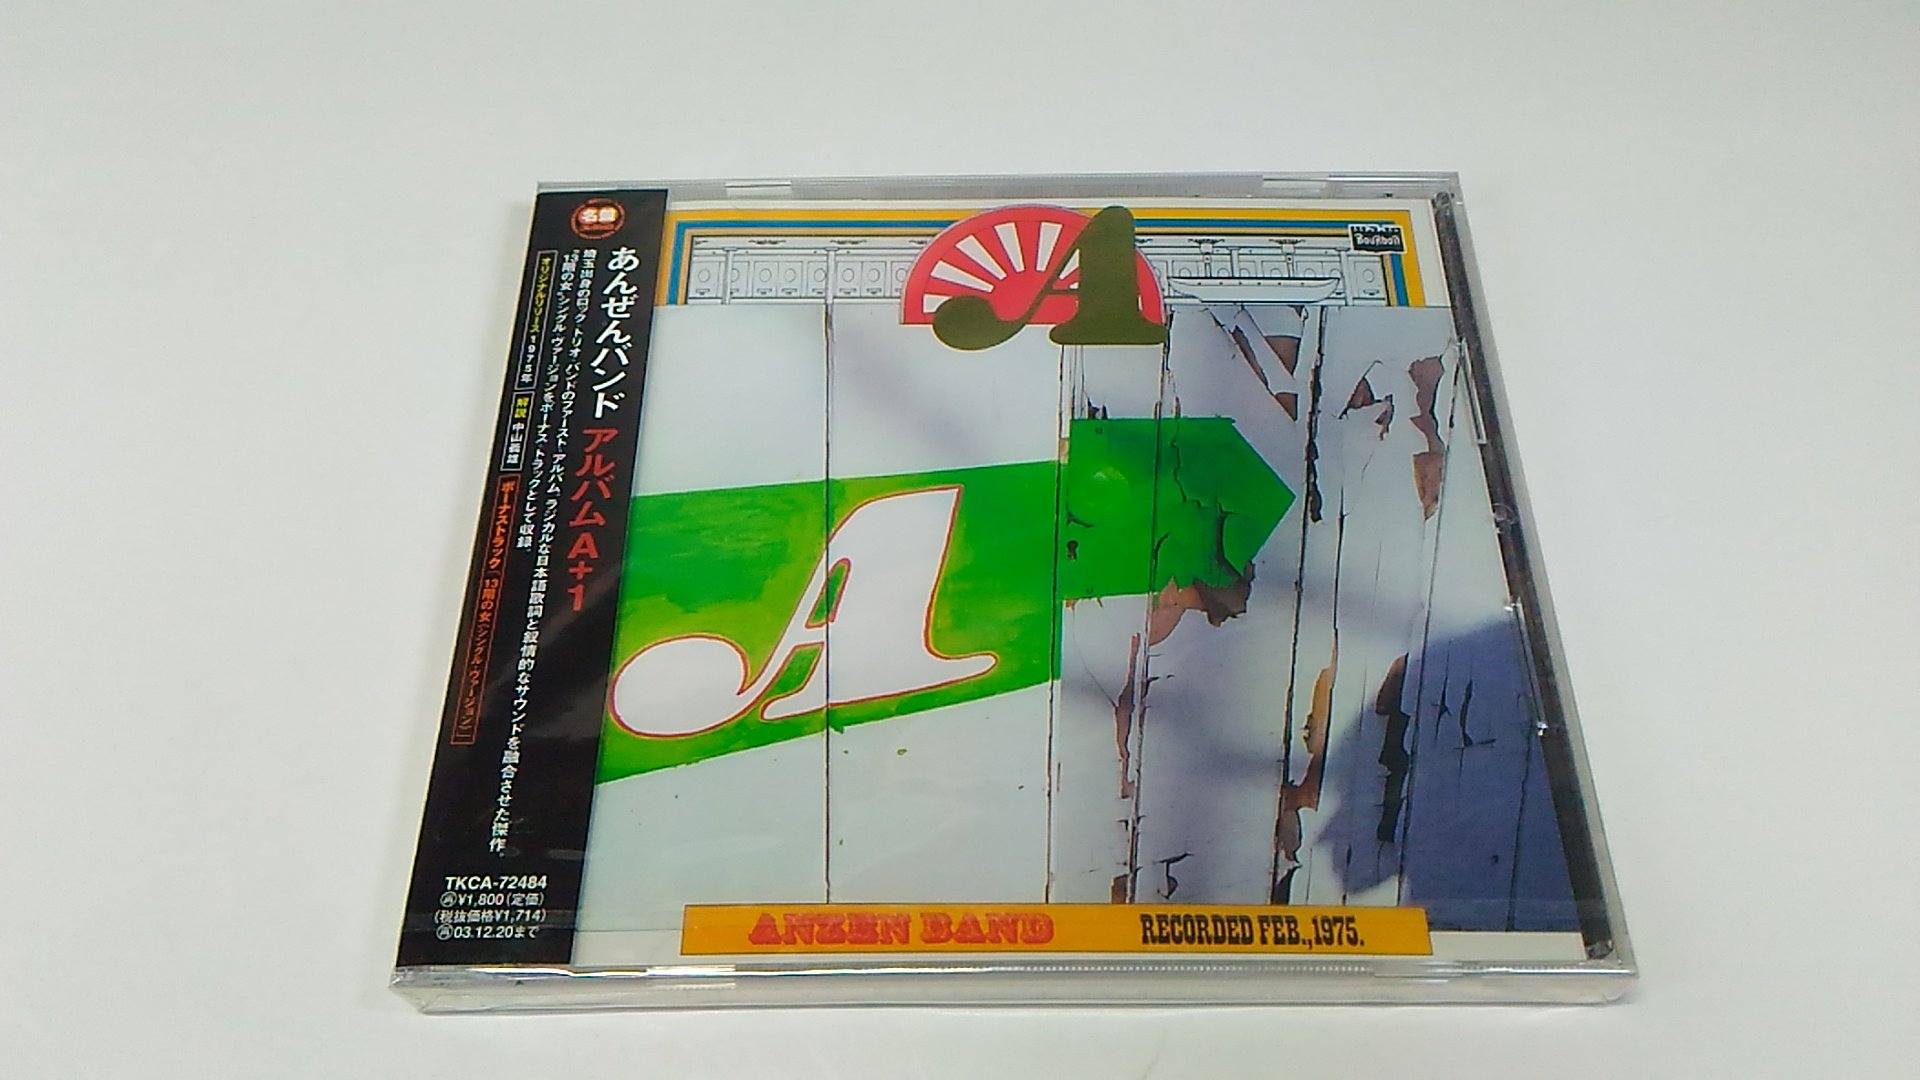 名盤
あんぜんバンド アルバムA+1
埼玉出身のロック・トリオ・バンドのファースト・アルバム。ラジカルな日本語歌詞と叙情的なサウンドを融合させた傑作。
"13階の女"シングル・ヴァージョンをボーナス・トラックとして収録。
オリジナルリリース 1975年
解説 中山義雄
ボーナストラック 13階の女(シングル・ヴァージョン)
TKCA-72484
¥1,800(定価)
(税抜価格¥1,714)
03.12.20まで
A
Bourbon
A
ANZEN BAND
RECORDED FEB.,1975.